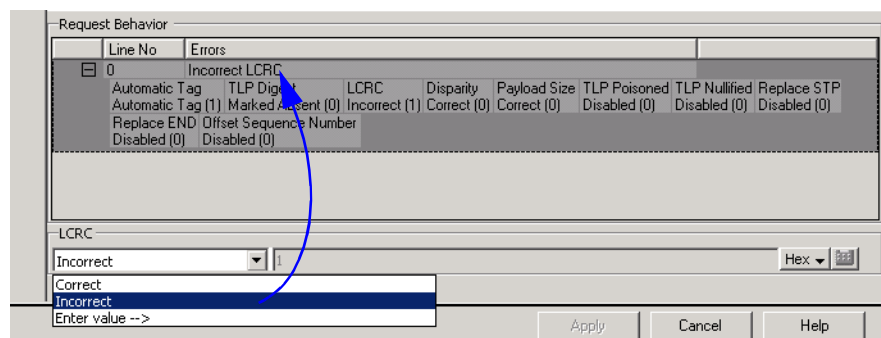 Request Behavior
Line No Errors
0 Incorrect LCRC
Automatic Tag TLP Digest LCRC Disparity Payload Size TLP Poisoned TLP Nullified Replace STP
Automatic Tag (1) Marked Absent (0) Incorrect (1) Correct (0) Correct (0) Disabled (0) Disabled (0) Disabled (0)
Replace END Offset Sequence Number
Disabled (0) Disabled (0)
LCRC
Incorrect 1 Hex
Correct
Incorrect
Enter value -->
Apply Cancel Help